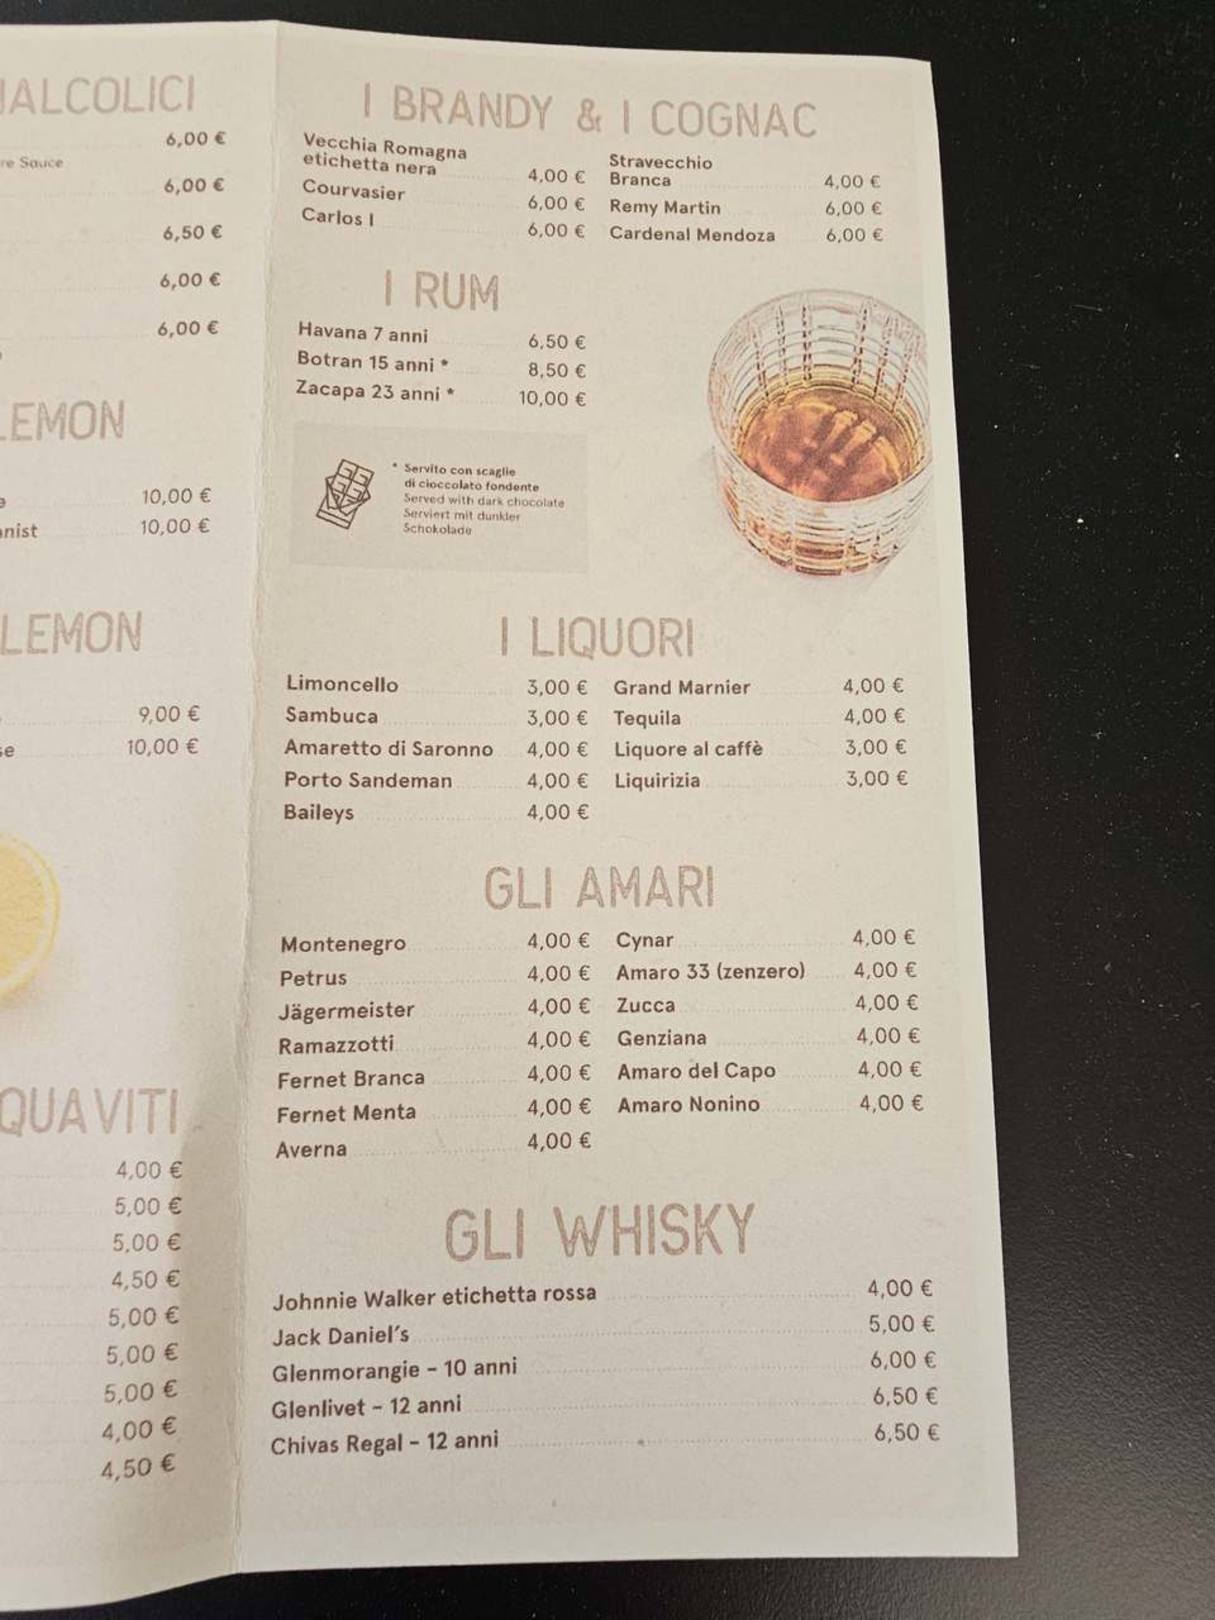 ALCOLICI
6,00 €
re Sauce
6,00 €
6,50 €
6,00 €
6,00 €
LEMON
10,00 €
nist 10,00 €
LEMON
9,00 €
se 10,00 €
QUAVITI
4,00 €
5,00 €
5,00 €
4,50 €
5,00 €
5,00 €
5,00 €
4,00 €
4,50 €
I BRANDY & I COGNAC
Vecchia Romagna
etichetta nera 4,00 €
Courvasier 6,00 €
Carlos I 6,00 €
Stravecchio
Branca 4,00 €
Remy Martin 6,00 €
Cardenal Mendoza 6,00 €
I RUM
Havana 7 anni 6,50 €
Botran 15 anni * 8,50 €
Zacapa 23 anni * 10,00 €
* Servito con scaglie
di cioccolato fondente
Served with dark chocolate
Serviert mit dunkler
Schokolade
I LIQUORI
Limoncello 3,00 €
Sambuca 3,00 €
Amaretto di Saronno 4,00 €
Porto Sandeman 4,00 €
Baileys 4,00 €
Grand Marnier 4,00 €
Tequila 4,00 €
Liquore al caffè 3,00 €
Liquirizia 3,00 €
GLI AMARI
Montenegro 4,00 €
Petrus 4,00 €
Jägermeister 4,00 €
Ramazzotti 4,00 €
Fernet Branca 4,00 €
Fernet Menta 4,00 €
Averna 4,00 €
Cynar 4,00 €
Amaro 33 (zenzero) 4,00 €
Zucca 4,00 €
Genziana 4,00 €
Amaro del Capo 4,00 €
Amaro Nonino 4,00 €
GLI WHISKY
Johnnie Walker etichetta rossa 4,00 €
Jack Daniel's 5,00 €
Glenmorangie - 10 anni 6,00 €
Glenlivet - 12 anni 6,50 €
Chivas Regal - 12 anni 6,50 €